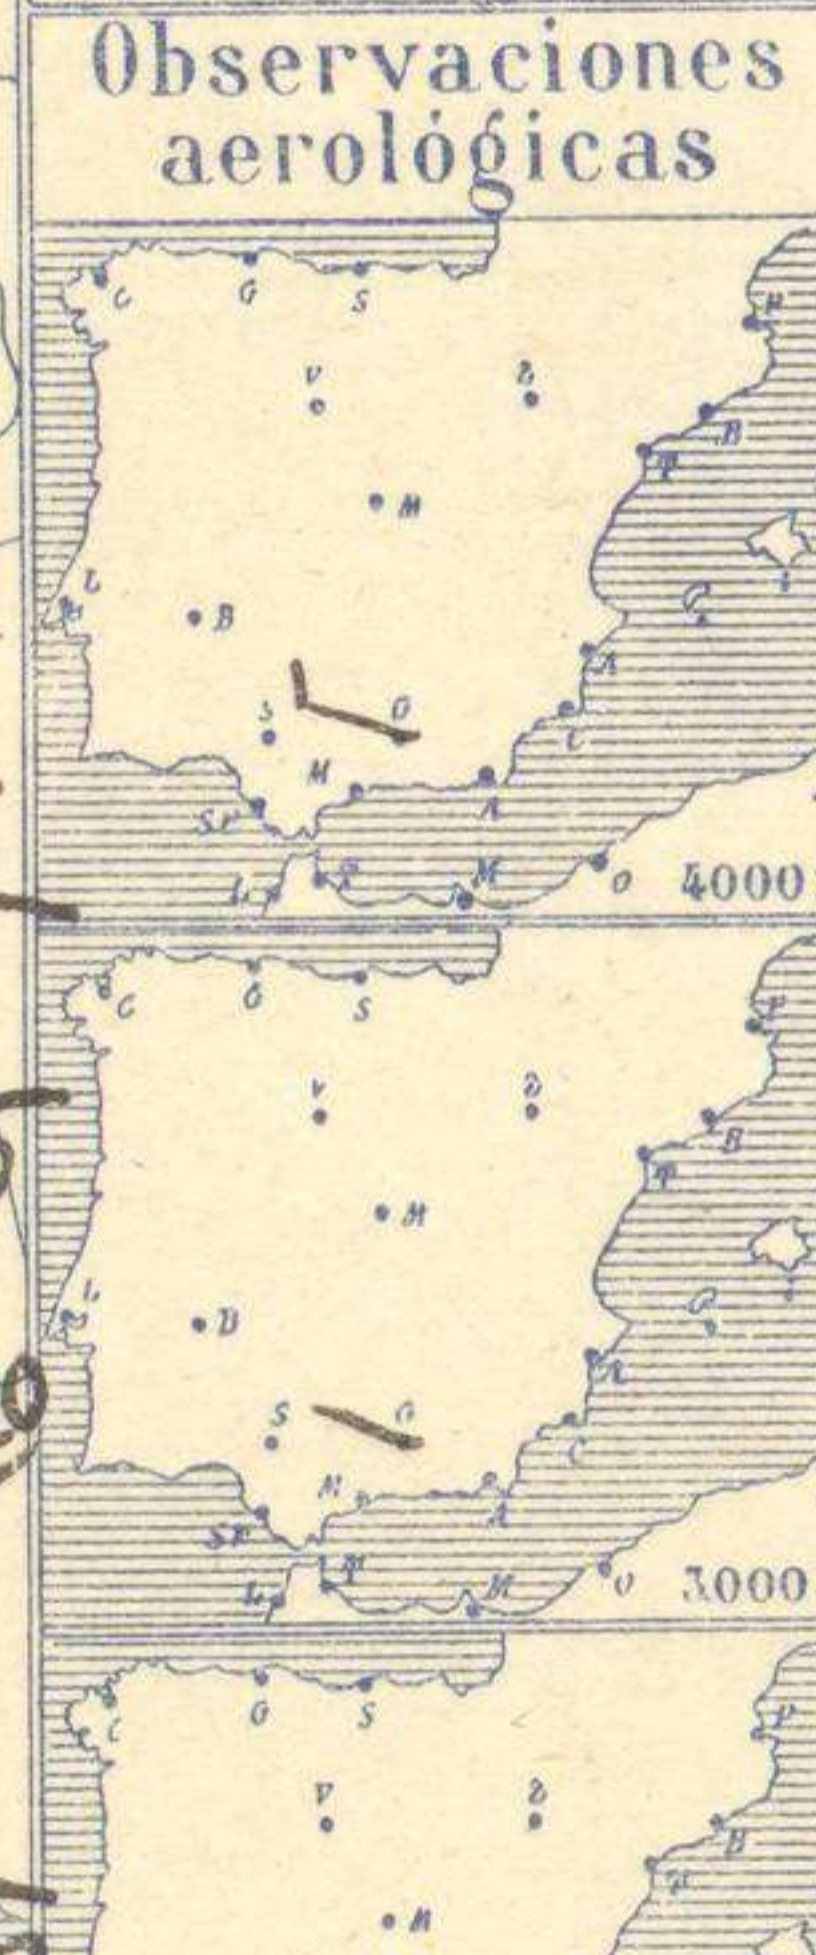 Observaciones
aerológicas
C G S
V Z
B
T
M
L
B
A
S G
C
M
A
S.F
L T M O 4000
C G S
P
V Z
B
T
M
L
B
A
S G
C
M
A
S.F
L T M O 3000
C G S P
V Z
B
T
M